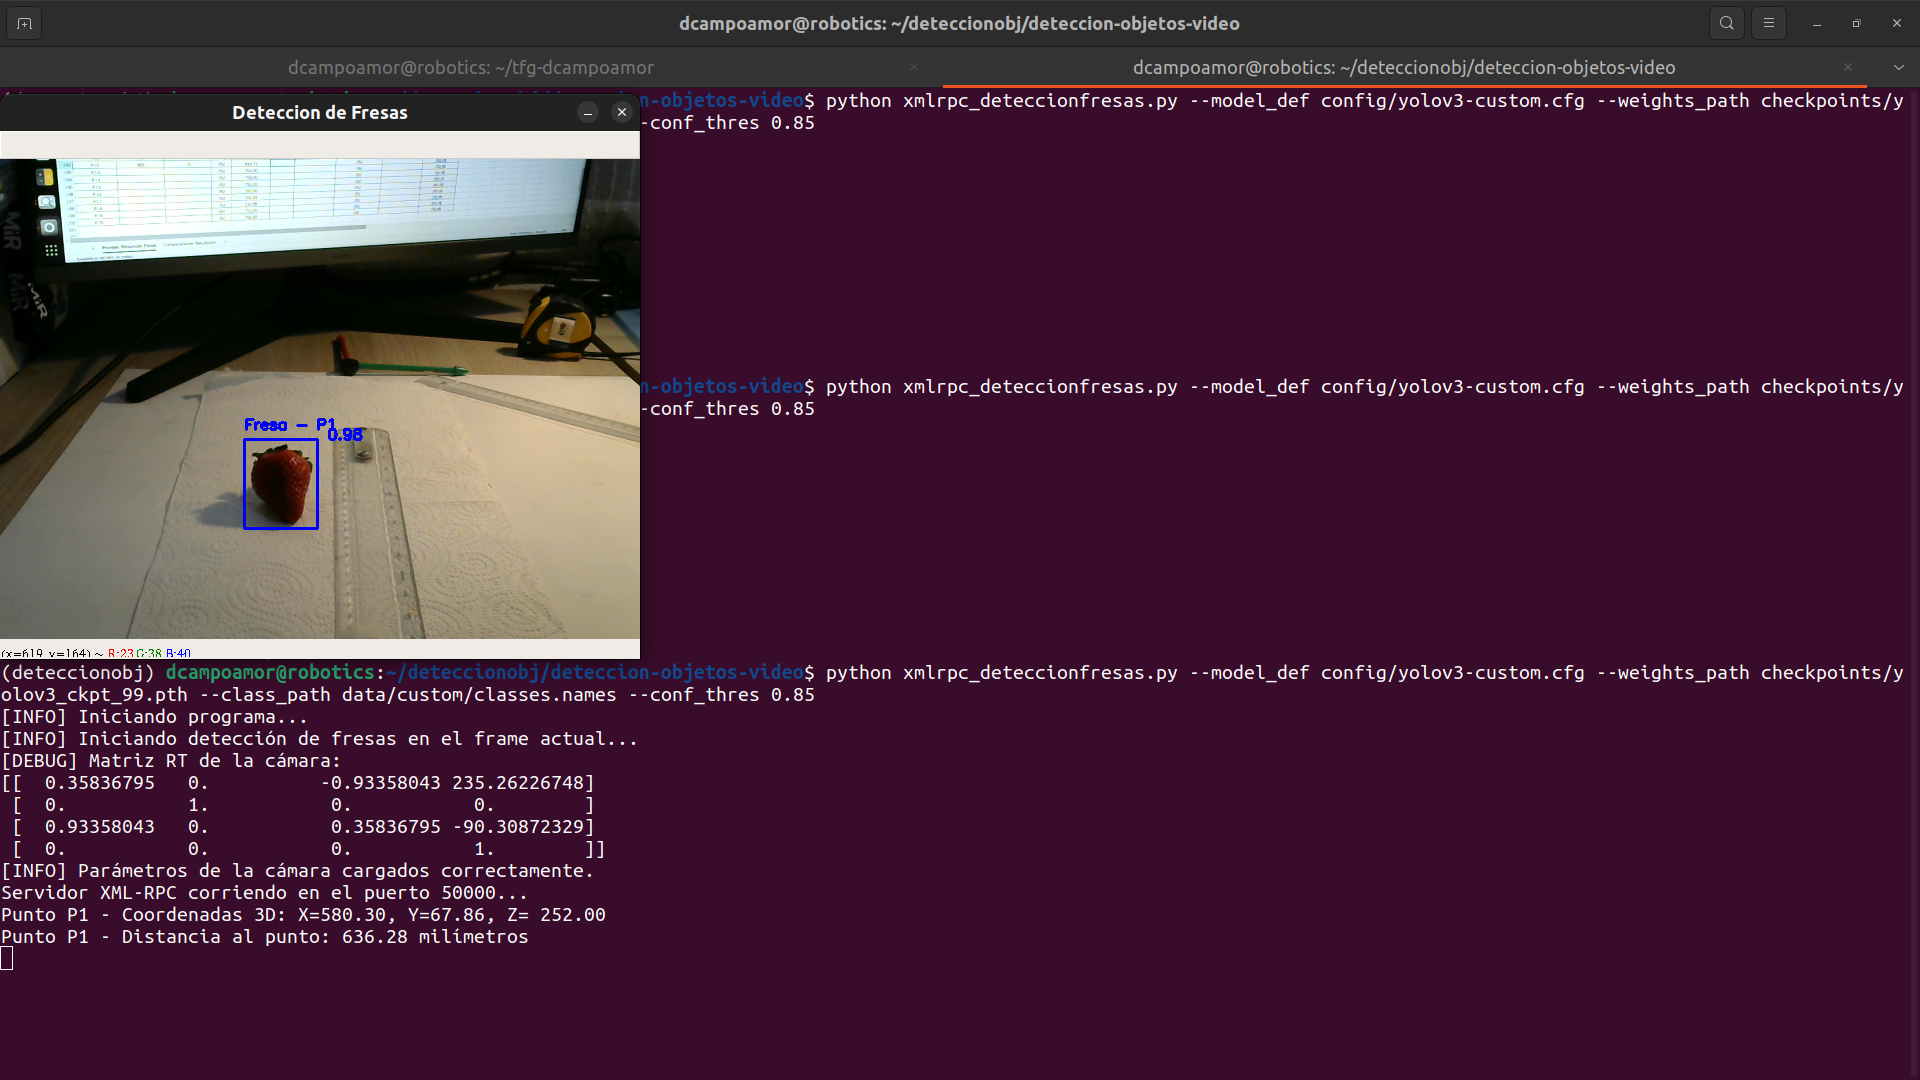 dcampoamor@robotics: ~/deteccionobj/deteccion-objetos-video
dcampoamor@robotics: ~/tfg-dcampoamor
dcampoamor@robotics: ~/deteccionobj/deteccion-objetos-video
n-objetos-video$ python xmlrpc_deteccionfresas.py --model_def config/yolov3-custom.cfg --weights_path checkpoints/y
-conf_thres 0.85
Deteccion de Fresas
MiR
MiR
MiR
Fresa - P1
0.98
(x=619, y=164) ~ R:23 G:38 B:40
n-objetos-video$ python xmlrpc_deteccionfresas.py --model_def config/yolov3-custom.cfg --weights_path checkpoints/y
-conf_thres 0.85
(deteccionobj) dcampoamor@robotics:~/deteccionobj/deteccion-objetos-video$ python xmlrpc_deteccionfresas.py --model_def config/yolov3-custom.cfg --weights_path checkpoints/y
olov3_ckpt_99.pth --class_path data/custom/classes.names --conf_thres 0.85
[INFO] Iniciando programa...
[INFO] Iniciando detección de fresas en el frame actual...
[DEBUG] Matriz RT de la cámara:
[[  0.35836795   0.          -0.93358043 235.26226748]
 [  0.           1.           0.           0.        ]
 [  0.93358043   0.           0.35836795 -90.30872329]
 [  0.           0.           0.           1.        ]]
[INFO] Parámetros de la cámara cargados correctamente.
Servidor XML-RPC corriendo en el puerto 50000...
Punto P1 - Coordenadas 3D: X=580.30, Y=67.86, Z= 252.00
Punto P1 - Distancia al punto: 636.28 milímetros